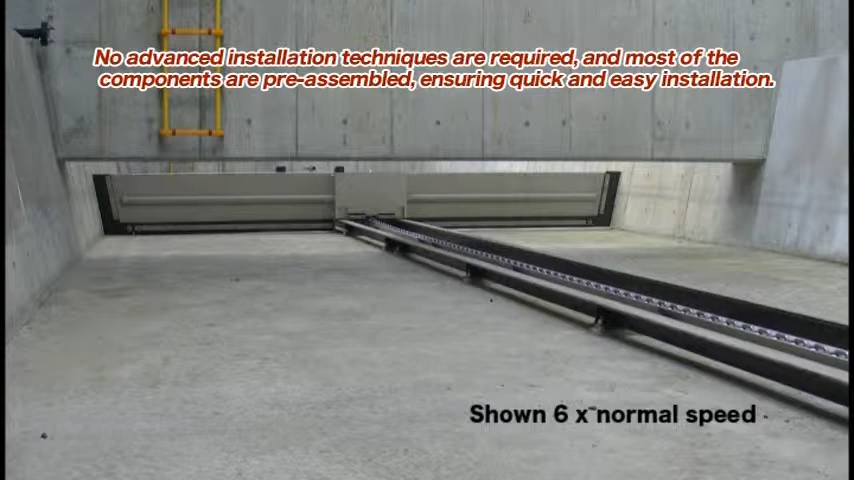 No advanced installation techniques are required, and most of the
components are pre-assembled, ensuring quick and easy installation.
Shown 6 x normal speed